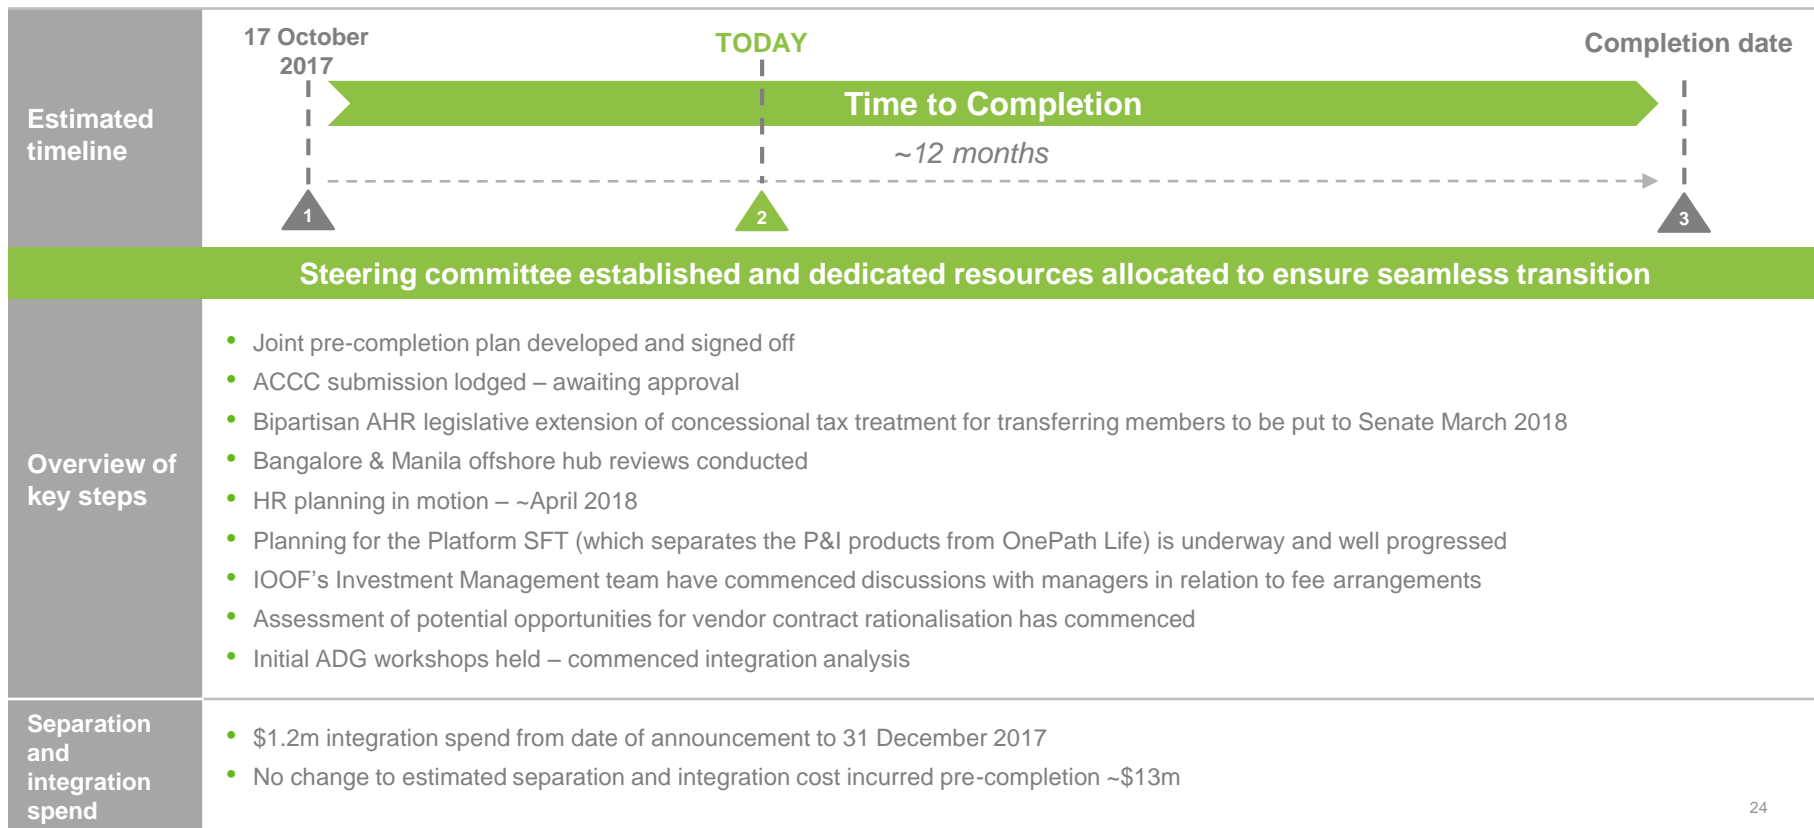 17 October
2017
TODAY
Completion date
Estimated
timeline
Time to Completion
~12 months
1
2
3
Steering committee established and dedicated resources allocated to ensure seamless transition
Overview of
key steps
• Joint pre-completion plan developed and signed off
• ACCC submission lodged – awaiting approval
• Bipartisan AHR legislative extension of concessional tax treatment for transferring members to be put to Senate March 2018
• Bangalore & Manila offshore hub reviews conducted
• HR planning in motion – ~April 2018
• Planning for the Platform SFT (which separates the P&I products from OnePath Life) is underway and well progressed
• IOOF's Investment Management team have commenced discussions with managers in relation to fee arrangements
• Assessment of potential opportunities for vendor contract rationalisation has commenced
• Initial ADG workshops held – commenced integration analysis
Separation
and
integration
spend
• $1.2m integration spend from date of announcement to 31 December 2017
• No change to estimated separation and integration cost incurred pre-completion ~$13m
24